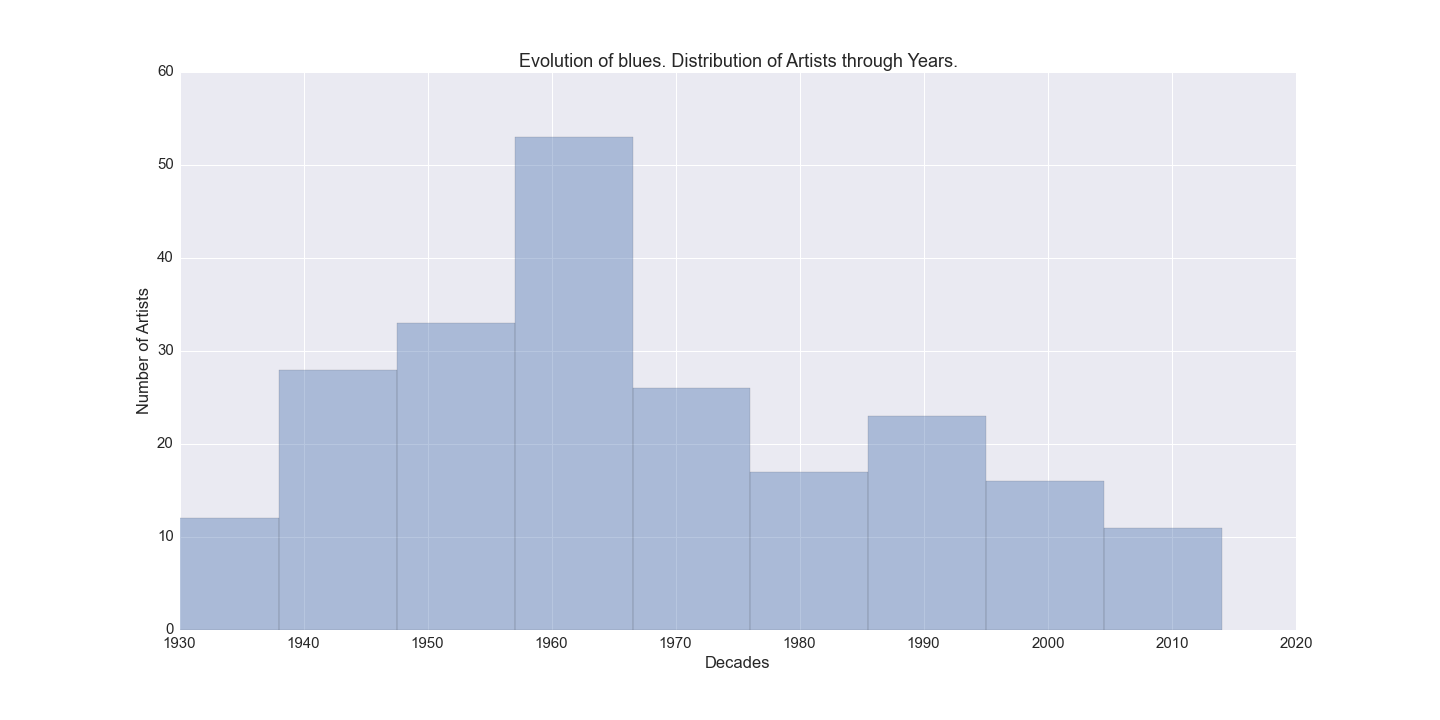 Evolution of blues. Distribution of Artists through Years.
60
50
40
30
20
10
0
Number of Artists
1930 1940 1950 1960 1970 1980 1990 2000 2010 2020
Decades